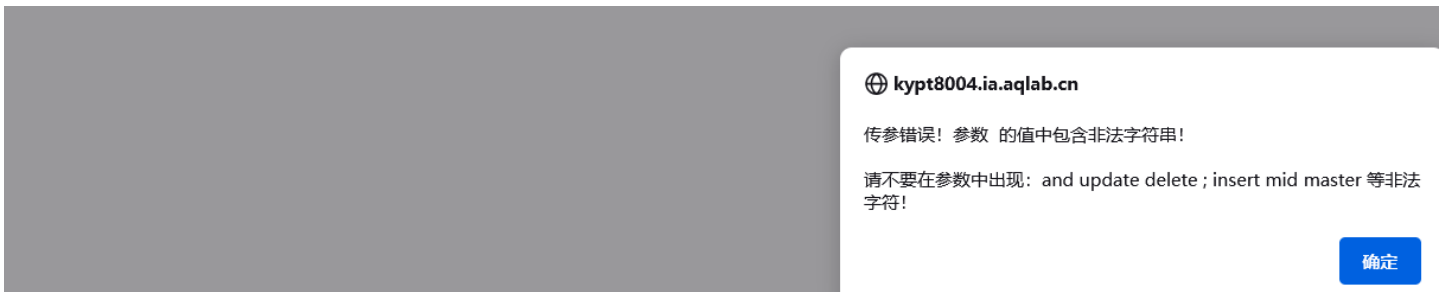 kypt8004.ia.aqlab.cn
传参错误！参数 的值中包含非法字符串！
请不要在参数中出现：and update delete ; insert mid master 等非法
字符！
确定